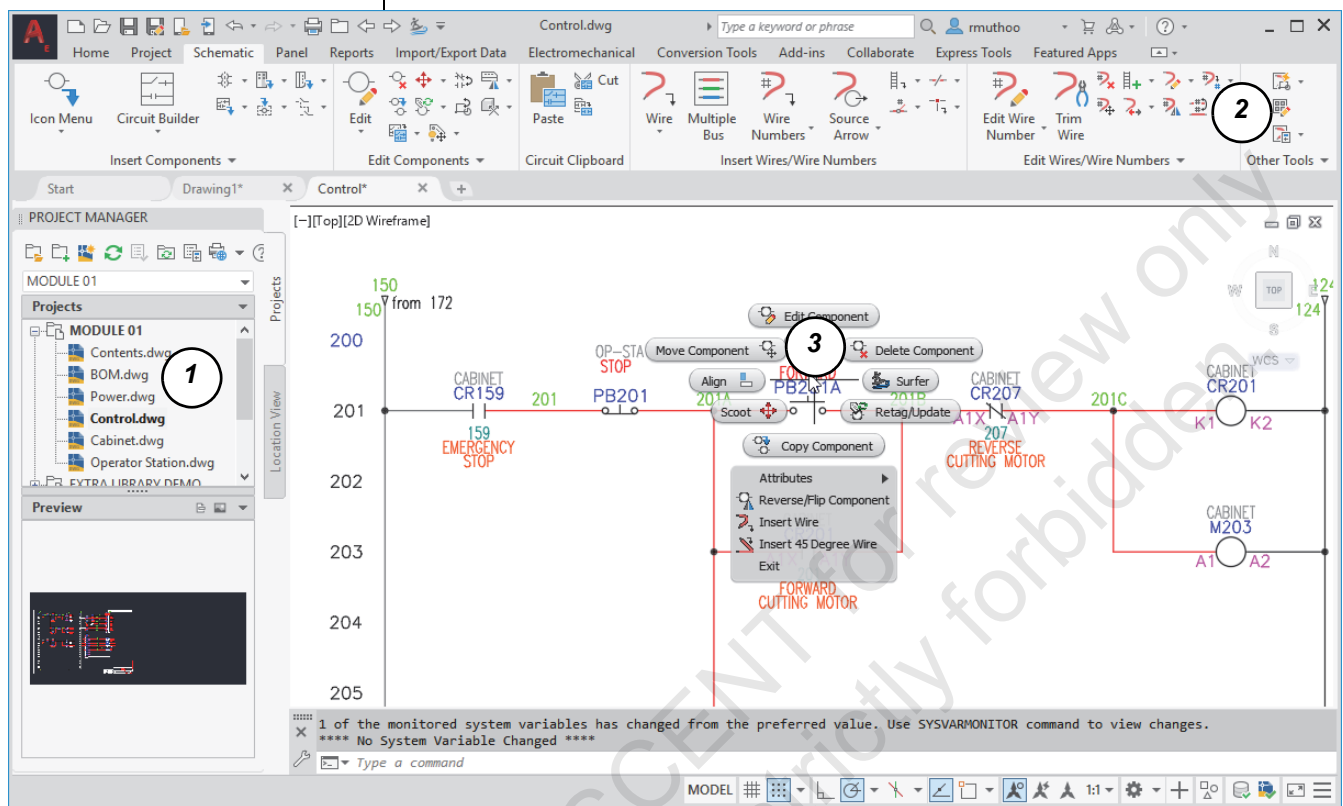 Control.dwg
Type a keyword or phrase
rmuthoo
Home Project Schematic Panel Reports Import/Export Data Electromechanical Conversion Tools Add-ins Collaborate Express Tools Featured Apps
Icon Menu Circuit Builder Edit Paste Cut Wire Multiple Bus Wire Numbers Source Arrow Edit Wire Number Trim Wire
2
Insert Components Edit Components Circuit Clipboard Insert Wires/Wire Numbers Edit Wires/Wire Numbers Other Tools
Start Drawing1* Control*
PROJECT MANAGER
MODULE 01
Projects
MODULE 01
Contents.dwg
BOM.dwg
Power.dwg
Control.dwg
Cabinet.dwg
Operator Station.dwg
EXTRA LIBRARY DEMO
1
Projects
Location View
Preview
[−][Top][2D Wireframe]
N
W TOP E
S
WCS
150
150 from 172
124
124
200
201
202
203
204
205
CABINET
CR159
159
EMERGENCY
STOP
201
OP-STA
STOP
PB201
201A
FORWARD
PB201A
201B
CABINET
CR207
A1X A1Y
207
REVERSE
CUTTING MOTOR
201C
CABINET
CR201
K1 K2
CABINET
M203
A1 A2
3
Edit Component
Move Component
Delete Component
Align
Surfer
Scoot
Retag/Update
Copy Component
Attributes
Reverse/Flip Component
Insert Wire
Insert 45 Degree Wire
Exit
FORWARD
CUTTING MOTOR
1 of the monitored system variables has changed from the preferred value. Use SYSVARMONITOR command to view changes.
**** No System Variable Changed ****
Type a command
MODEL 1:1
CENT for review only
strictly forbidden.